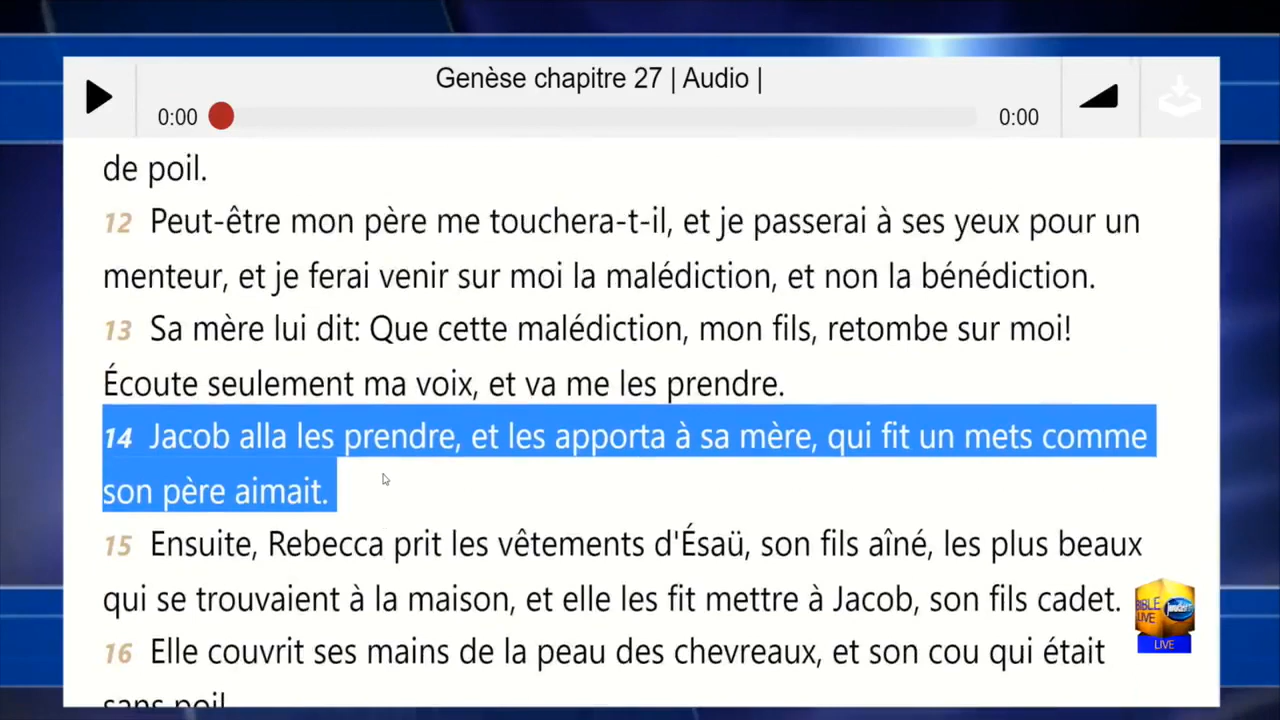 Genèse chapitre 27 | Audio |
0:00
0:00
de poil.
12 Peut-être mon père me touchera-t-il, et je passerai à ses yeux pour un
menteur, et je ferai venir sur moi la malédiction, et non la bénédiction.
13 Sa mère lui dit: Que cette malédiction, mon fils, retombe sur moi!
Écoute seulement ma voix, et va me les prendre.
14 Jacob alla les prendre, et les apporta à sa mère, qui fit un mets comme
son père aimait.
15 Ensuite, Rebecca prit les vêtements d'Ésaü, son fils aîné, les plus beaux
qui se trouvaient à la maison, et elle les fit mettre à Jacob, son fils cadet.
16 Elle couvrit ses mains de la peau des chevreaux, et son cou qui était
sans poil
BIBLE
LIVE
LIVE